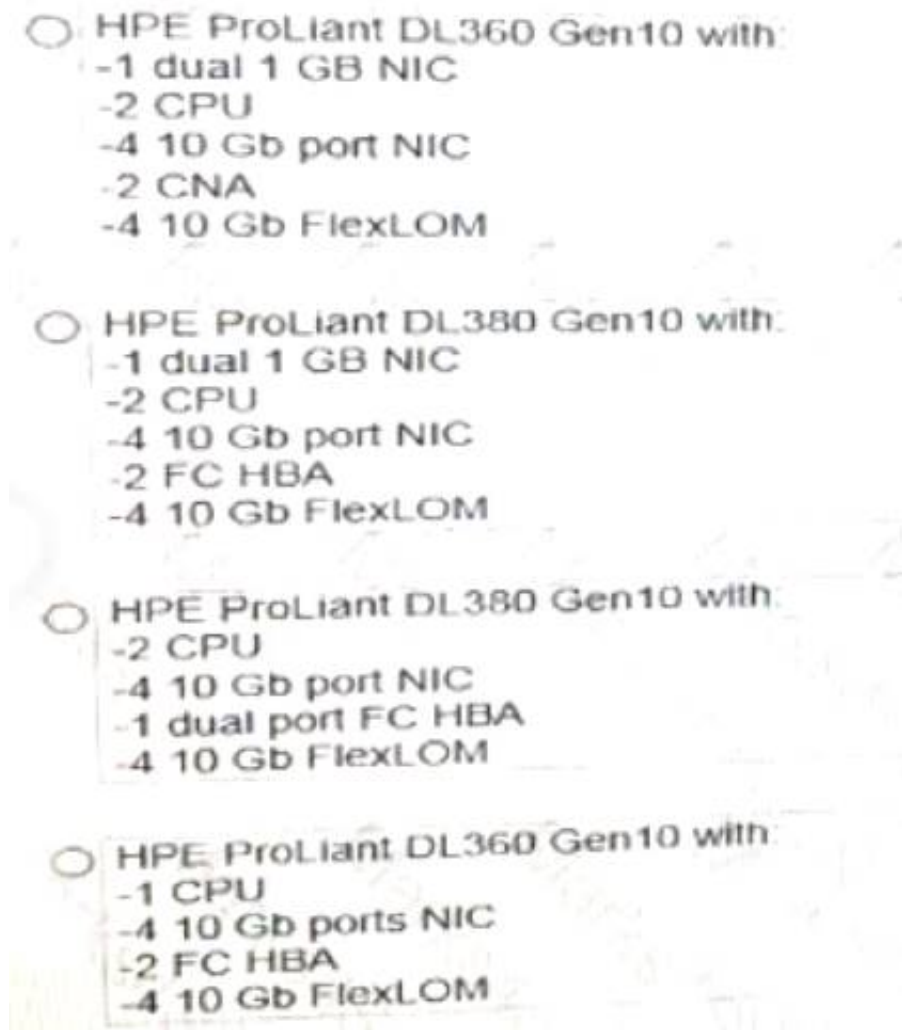 HPE ProLiant DL360 Gen10 with:
-1 dual 1 GB NIC
-2 CPU
-4 10 Gb port NIC
-2 CNA
-4 10 Gb FlexLOM
HPE ProLiant DL380 Gen10 with:
-1 dual 1 GB NIC
-2 CPU
-4 10 Gb port NIC
-2 FC HBA
-4 10 Gb FlexLOM
HPE ProLiant DL380 Gen10 with:
-2 CPU
-4 10 Gb port NIC
-1 dual port FC HBA
-4 10 Gb FlexLOM
HPE ProLiant DL360 Gen10 with:
-1 CPU
-4 10 Gb ports NIC
-2 FC HBA
-4 10 Gb FlexLOM